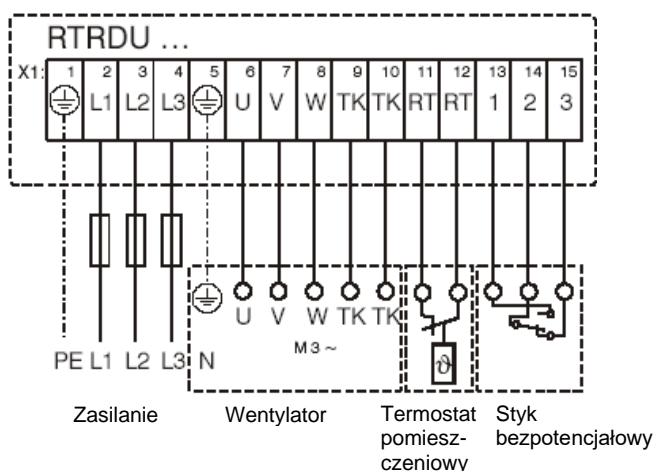 RTRDU ...
X1: 1 2 3 4 5 6 7 8 9 10 11 12 13 14 15
L1 L2 L3 U V W TK TK RT RT 1 2 3
U V W TK TK
M 3 ~
ϑ
PE L1 L2 L3 N
Zasilanie Wentylator Termostat Styk
pomiesz- bezpotencjałowy
czeniowy